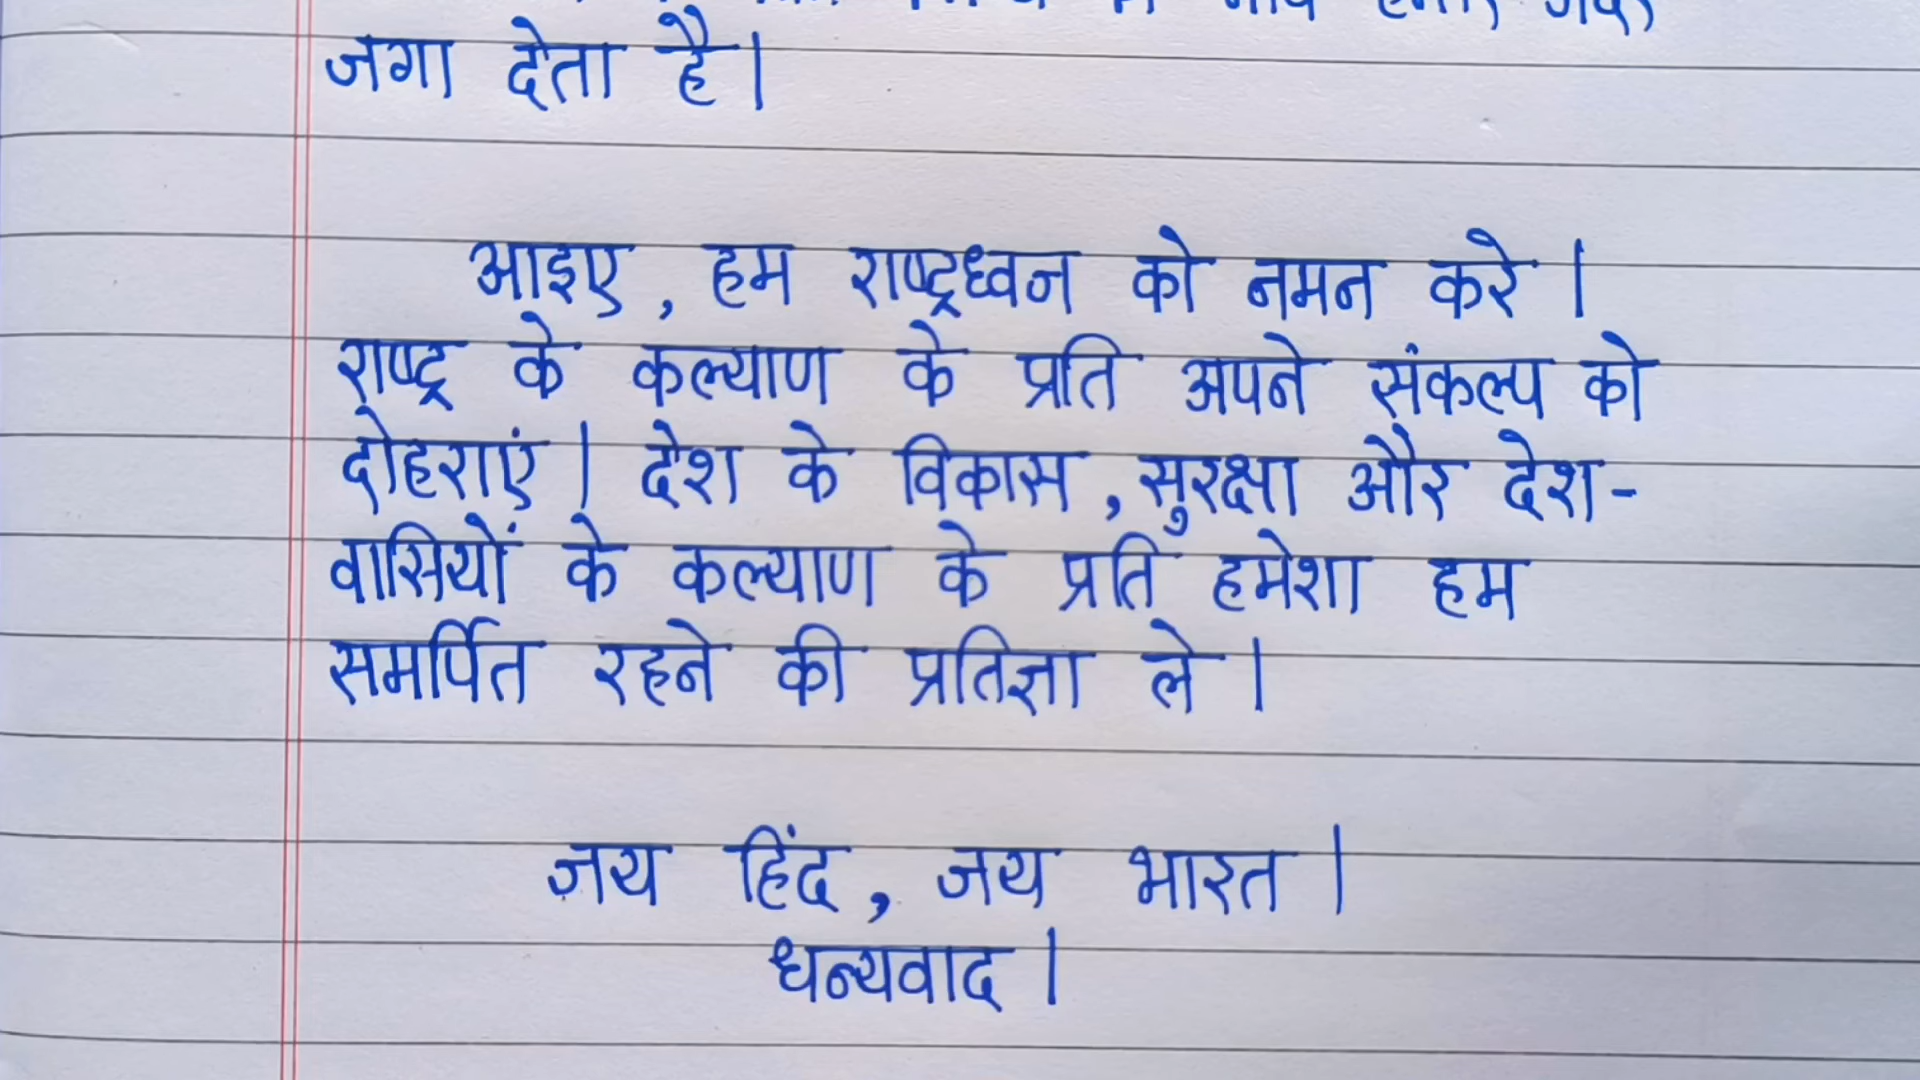 जगा देता है।
आइए, हम राष्ट्रध्वज को नमन करे।
राष्ट्र के कल्याण के प्रति अपने संकल्प को
दोहराएं। देश के विकास, सुरक्षा और देश-
वासियों के कल्याण के प्रति हमेशा हम
समर्पित रहने की प्रतिज्ञा ले।
जय हिंद, जय भारत।
धन्यवाद।